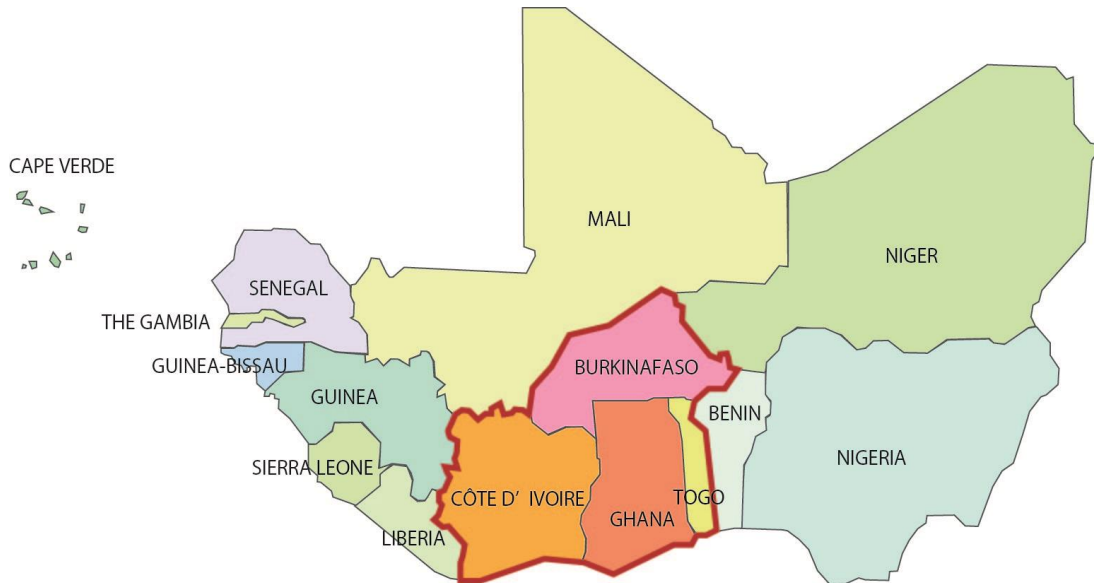 CAPE VERDE
MALI
NIGER
SENEGAL
THE GAMBIA
GUINEA-BISSAU
BURKINAFASO
GUINEA
BENIN
NIGERIA
SIERRA LEONE
CÔTE D’ IVOIRE
TOGO
GHANA
LIBERIA